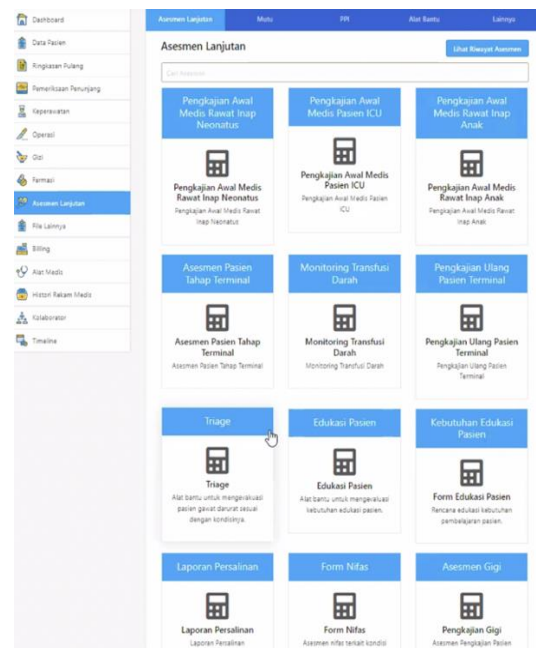 Dashboard
Data Pasien
Ringkasan Pulang
Pemeriksaan Penunjang
Keperawatan
Operasi
Gizi
Farmasi
Asesmen Lanjutan
File Lainnya
Billing
Alat Medis
Histori Rekam Medis
Kolaborator
Timeline
Asesmen Lanjutan Mutu PPI Alat Bantu Lainnya
Asesmen Lanjutan
Lihat Riwayat Asesmen
Cari Asesmen
Pengkajian Awal
Medis Rawat Inap
Neonatus
Pengkajian Awal Medis
Rawat Inap Neonatus
Pengkajian Awal Medis Rawat
Inap Neonatus
Pengkajian Awal
Medis Pasien ICU
Pengkajian Awal Medis
Pasien ICU
Pengkajian Awal Medis Pasien
ICU
Pengkajian Awal
Medis Rawat Inap
Anak
Pengkajian Awal Medis
Rawat Inap Anak
Pengkajian Awal Medis Rawat
Inap Anak
Asesmen Pasien
Tahap Terminal
Asesmen Pasien Tahap
Terminal
Asesmen Pasien Tahap Terminal
Monitoring Transfusi
Darah
Monitoring Transfusi
Darah
Monitoring Transfusi Darah
Pengkajian Ulang
Pasien Terminal
Pengkajian Ulang Pasien
Terminal
Pengkajian Ulang Pasien
Terminal
Triage
Triage
Alat bantu untuk mengevakuasi
pasien gawat darurat sesuai
dengan kondisinya.
Edukasi Pasien
Edukasi Pasien
Alat bantu untuk mengevaluasi
kebutuhan edukasi pasien.
Kebutuhan Edukasi
Pasien
Form Edukasi Pasien
Rencana edukasi kebutuhan
pembelajaran pasien.
Laporan Persalinan
Laporan Persalinan
Laporan Persalinan
Form Nifas
Form Nifas
Asesmen nifas terkait kondisi
Asesmen Gigi
Pengkajian Gigi
Asesmen Pengkajian Pasien